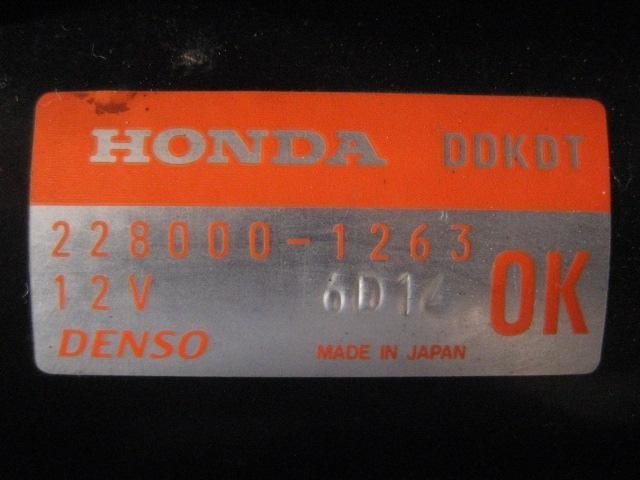 HONDA DDKDT
228000-1263
12V 6D14 OK
DENSO MADE IN JAPAN